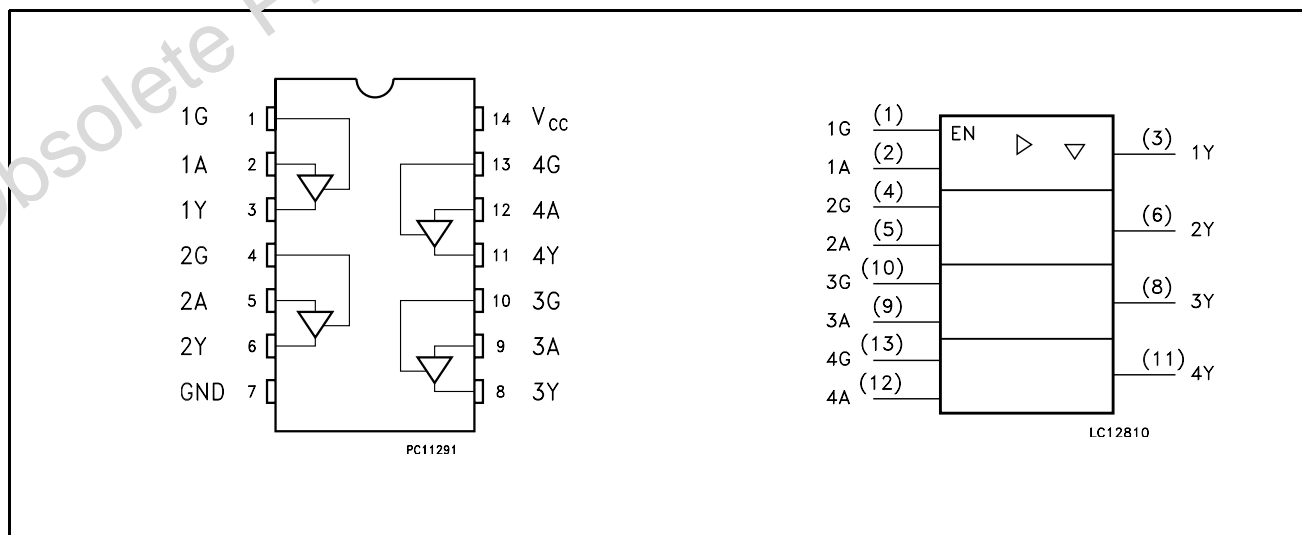 obsolete
1G 1 14 VCC
1A 2 13 4G
1Y 3 12 4A
2G 4 11 4Y
2A 5 10 3G
2Y 6 9 3A
GND 7 8 3Y
PC11291
1G (1) EN
1A (2) (3) 1Y
2G (4)
2A (5) (6) 2Y
3G (10)
3A (9) (8) 3Y
4G (13)
4A (12) (11) 4Y
LC12810